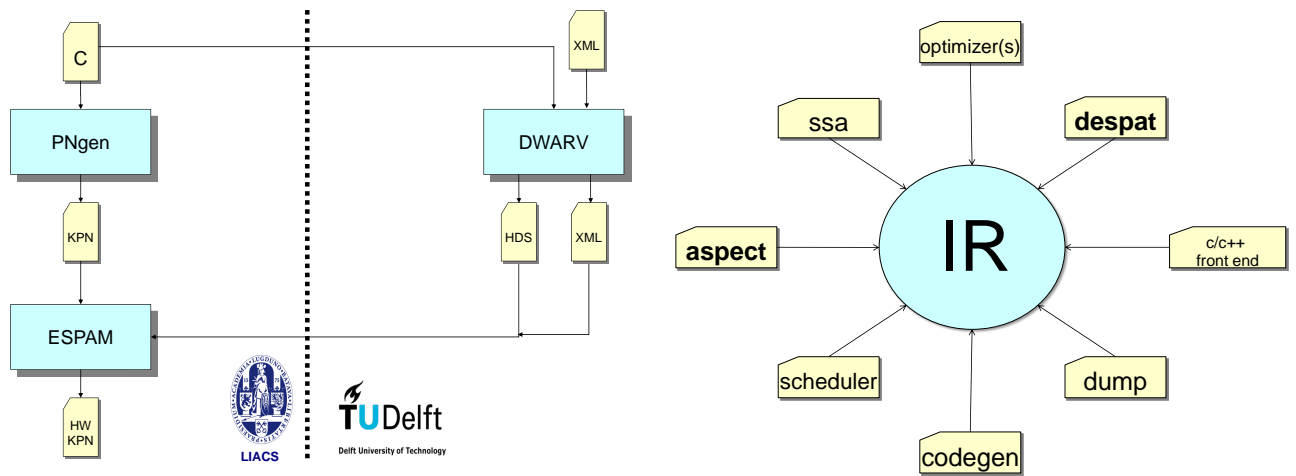 C
XML
PNgen
DWARV
KPN
HDS
XML
ESPAM
HW
KPN
LIACS
TUDelft
Delft University of Technology
optimizer(s)
ssa
despat
aspect
IR
c/c++
front end
scheduler
dump
codegen